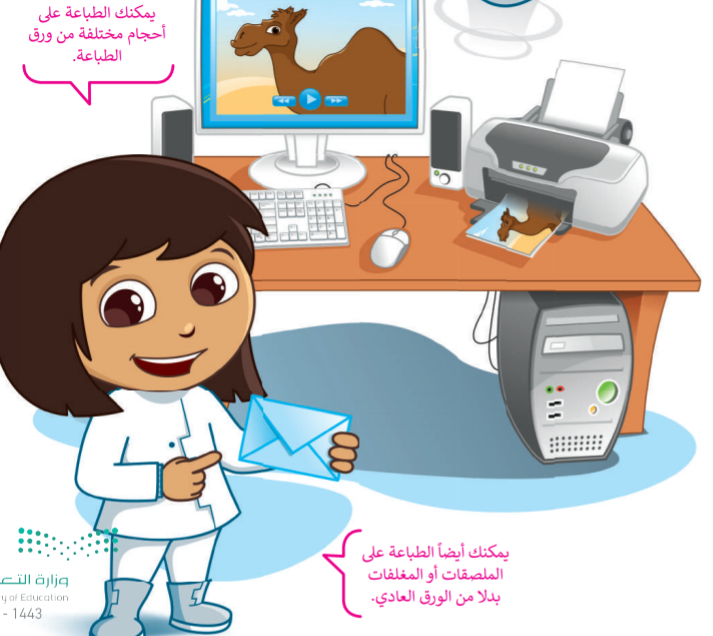 يمكنك الطباعة على
أحجام مختلفة من ورق
الطباعة.
يمكنك أيضاً الطباعة على
الملصقات أو المغلفات
بدلا من الورق العادي.
وزارة التع
y of Education
- 1443